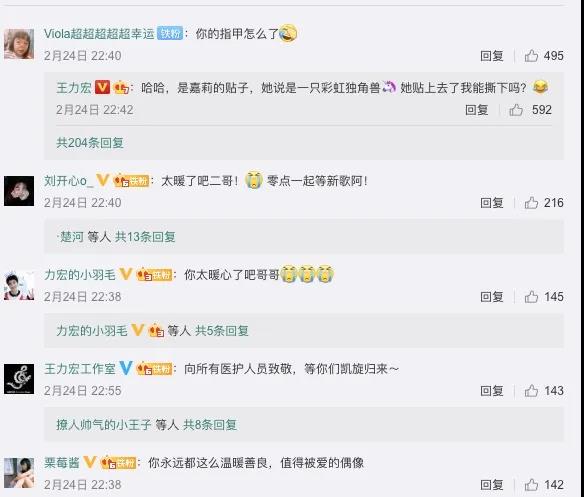 Viola超超超超超幸运 铁粉：你的指甲怎么了
2月24日 22:40
回复 495
王力宏：哈哈，是嘉莉的贴子，她说是一只彩虹独角兽 她贴上去了我能撕下吗？
2月24日 22:42
回复 592
共204条回复
刘开心o_ 铁粉：太暖了吧二哥！ 零点一起等新歌阿！
2月24日 22:40
回复 216
·楚河 等人 共13条回复
力宏的小羽毛 铁粉：你太暖心了吧哥哥
2月24日 22:38
回复 145
力宏的小羽毛 等人 共5条回复
王力宏工作室 铁粉：向所有医护人员致敬，等你们凯旋归来～
2月24日 22:55
回复 143
撩人帅气的小王子 等人 共8条回复
栗莓酱 铁粉：你永远都这么温暖善良，值得被爱的偶像
2月24日 22:38
回复 142